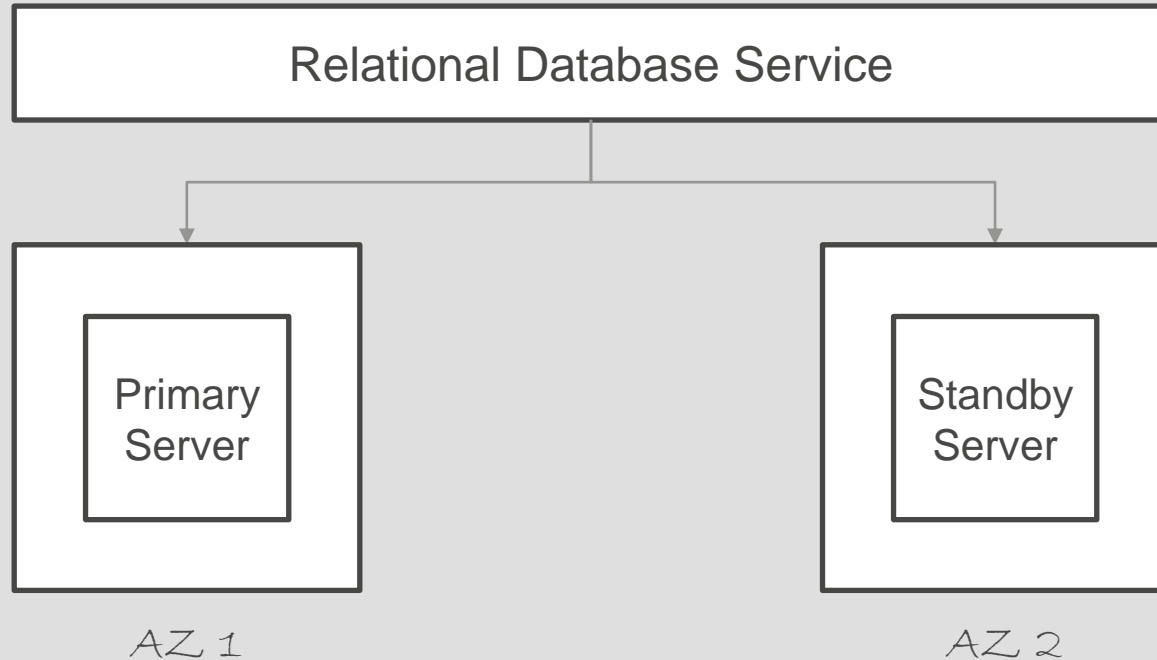 Relational Database Service
Primary
Server
Standby
Server
AZ 1
AZ 2